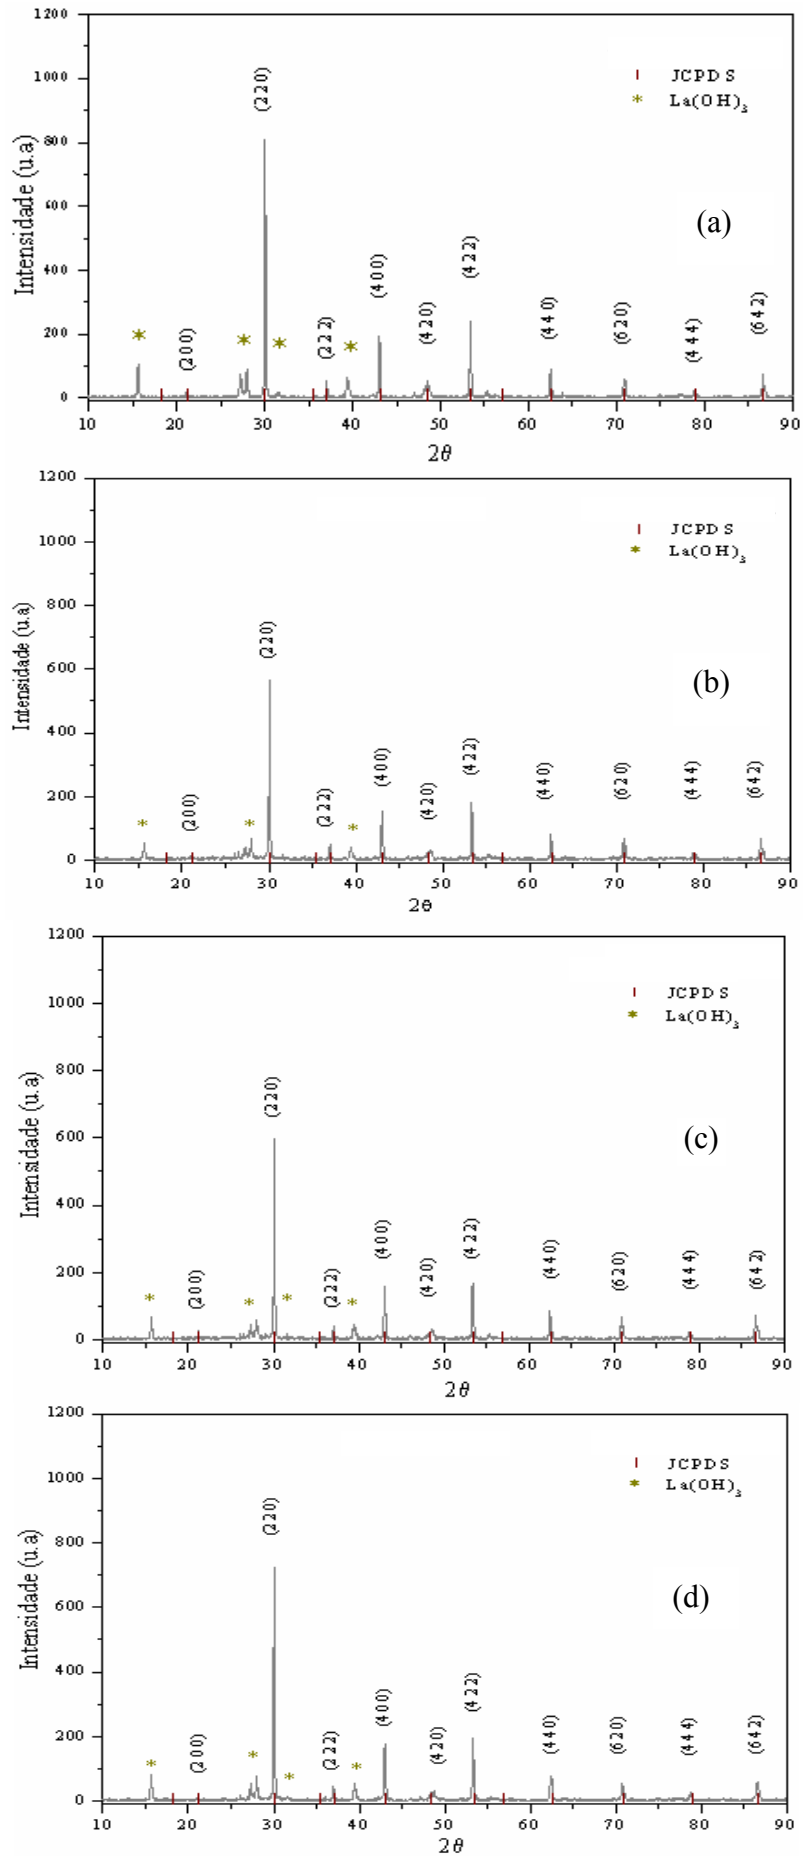 1200
1000
800
600
400
200
0
Intensidade (u.a)
(200)
(220)
(222)
(400)
(420)
(422)
(440)
(620)
(444)
(642)
JCPDS
* La(OH)3
(a)
10 20 30 40 50 60 70 80 90
2θ
1200
1000
800
600
400
200
0
Intensidade (u.a)
(200)
(220)
(222)
(400)
(420)
(422)
(440)
(620)
(444)
(642)
JCPDS
* La(OH)3
(b)
10 20 30 40 50 60 70 80 90
2θ
1200
1000
800
600
400
200
0
Intensidade (u.a)
(200)
(220)
(222)
(400)
(420)
(422)
(440)
(620)
(444)
(642)
JCPDS
* La(OH)3
(c)
10 20 30 40 50 60 70 80 90
2θ
1200
1000
800
600
400
200
0
Intensidade (u.a)
(200)
(220)
(222)
(400)
(420)
(422)
(440)
(620)
(444)
(642)
JCPDS
* La(OH)3
(d)
10 20 30 40 50 60 70 80 90
2θ